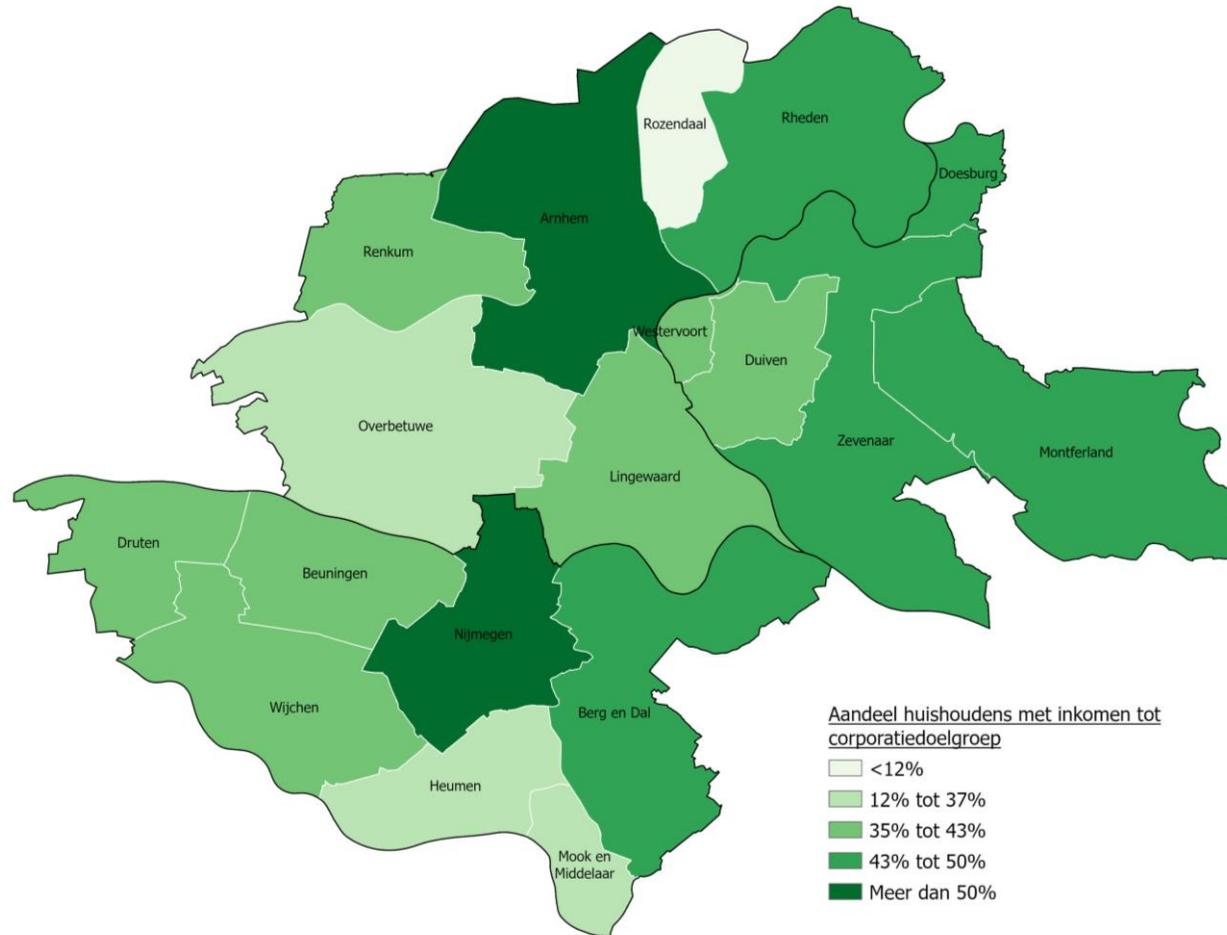 Rozendaal
Rheden
Doesburg
Arnhem
Renkum
Westervoort
Duiven
Overbetuwe
Zevenaar
Montferland
Lingewaard
Druten
Beuningen
Nijmegen
Wijchen
Berg en Dal
Heumen
Mook en
Middelaar
Aandeel huishoudens met inkomen tot
corporatiedoelgroep
<12%
12% tot 37%
35% tot 43%
43% tot 50%
Meer dan 50%